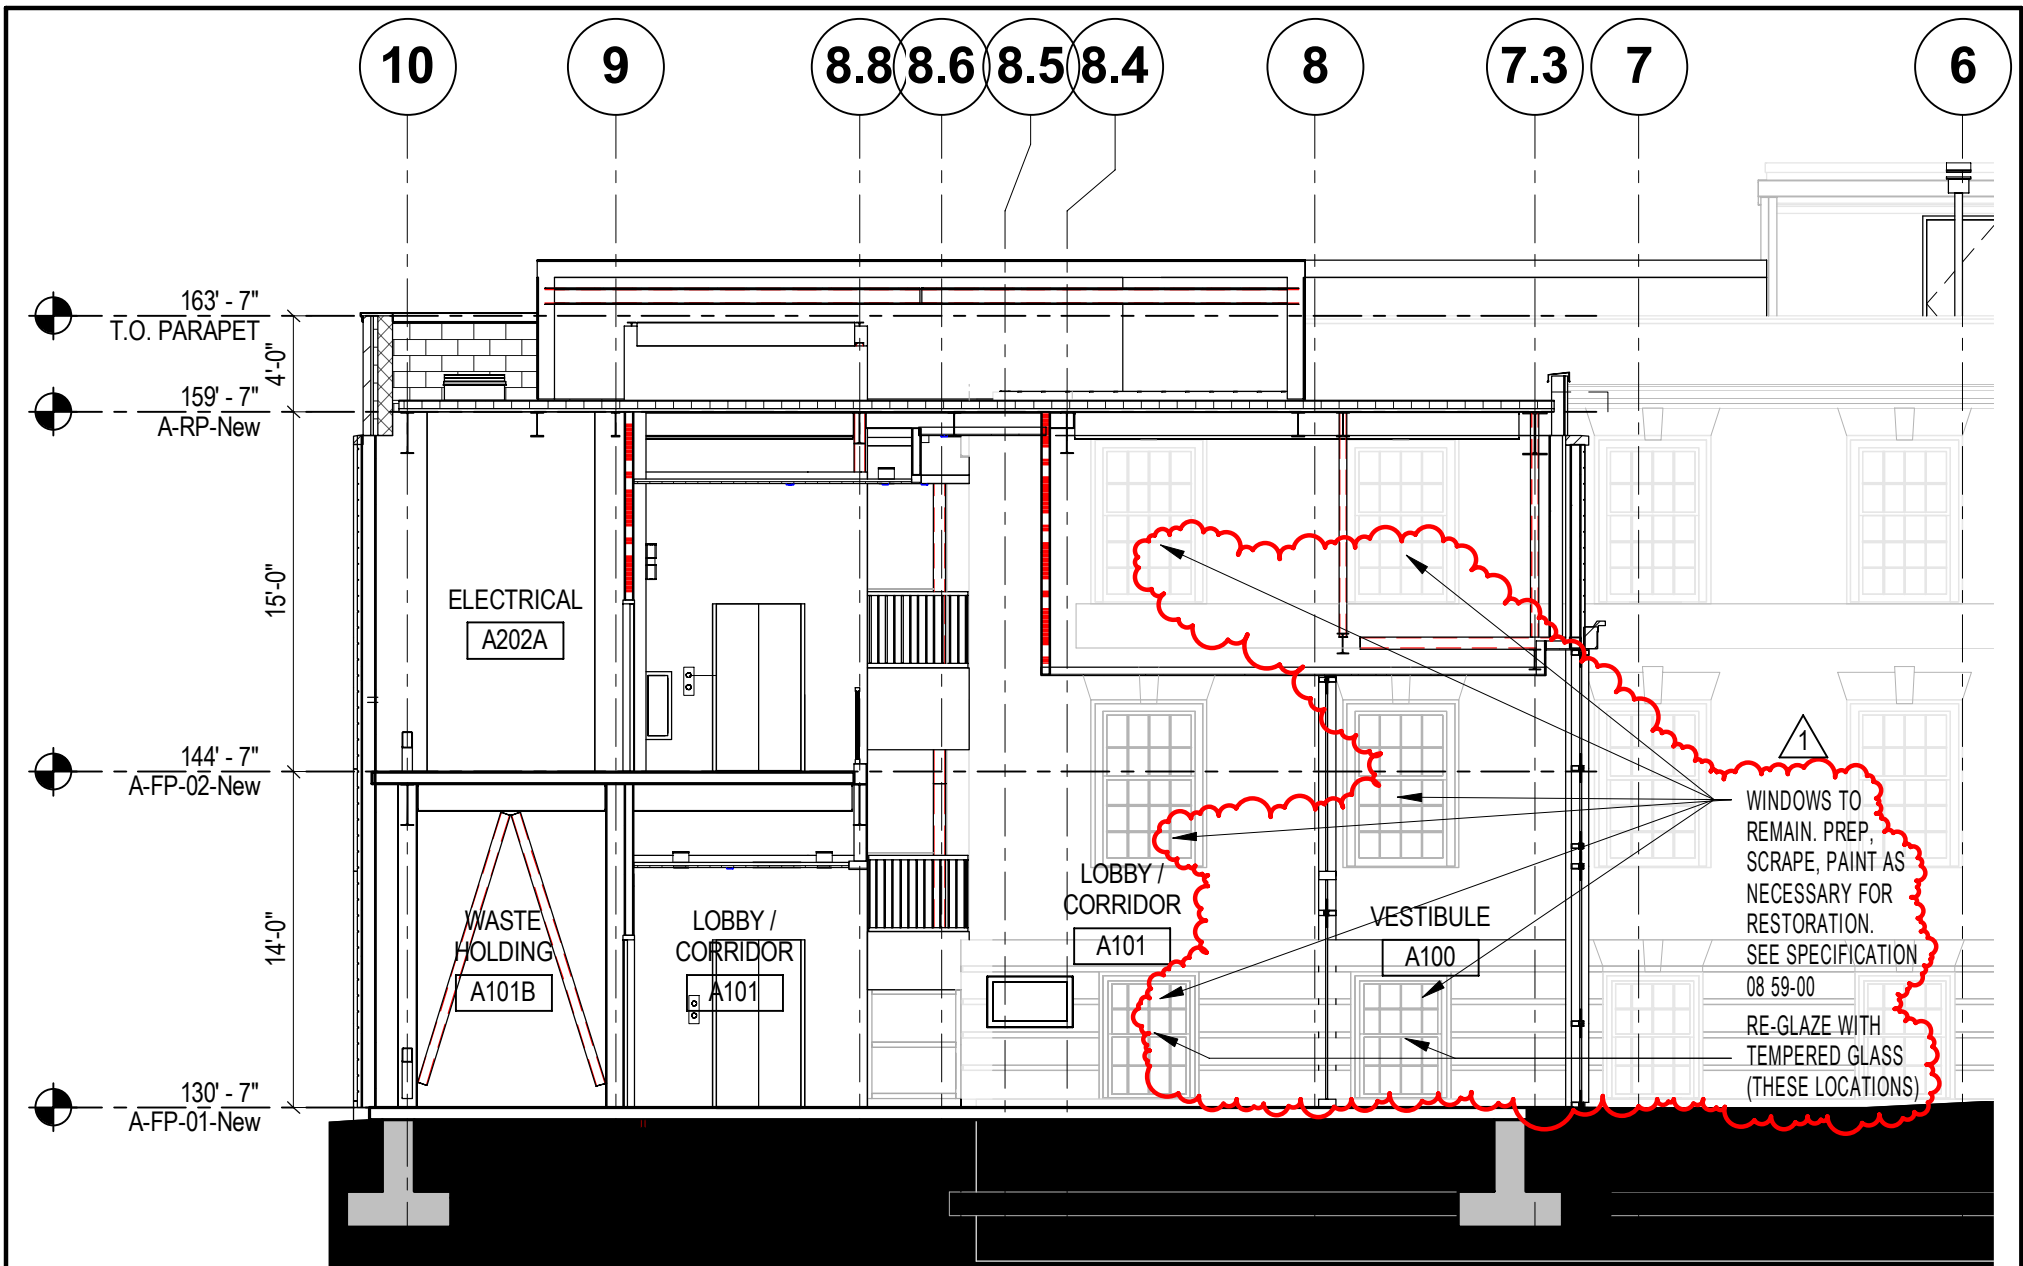 10 9 8.8 8.6 8.5 8.4 8 7.3 7 6
163' - 7"
T.O. PARAPET
4'-0"
159' - 7"
A-RP-New
15'-0"
ELECTRICAL
A202A
144' - 7"
A-FP-02-New
14'-0"
WASTE
HOLDING
A101B
LOBBY /
CORRIDOR
A101
LOBBY /
CORRIDOR
A101
VESTIBULE
A100
1
WINDOWS TO
REMAIN. PREP,
SCRAPE, PAINT AS
NECESSARY FOR
RESTORATION.
SEE SPECIFICATION
08 59-00
RE-GLAZE WITH
TEMPERED GLASS
(THESE LOCATIONS)
130' - 7"
A-FP-01-New